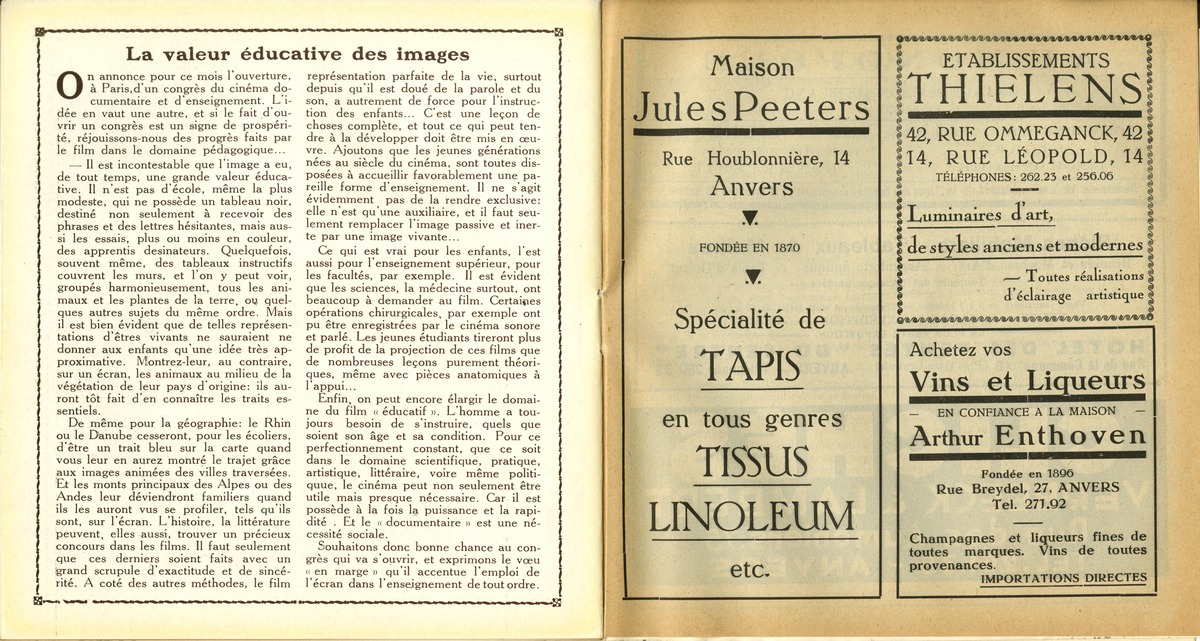 La valeur éducative des images
On annonce pour ce mois l'ouverture,
à Paris,d'un congrès du cinéma do-
cumentaire et d'enseignement. L'i-
dée en vaut une autre, et si le fait d'ou-
vrir un congrès est un signe de prospéri-
té, réjouissons-nous des progrès faits par
le film dans le domaine pédagogique...
— Il est incontestable que l'image a eu,
de tout temps, une grande valeur éduca-
tive. Il n'est pas d'école, même la plus
modeste, qui ne possède un tableau noir,
destiné non seulement à recevoir des
phrases et des lettres hésitantes, mais aus-
si les essais, plus ou moins en couleur,
des apprentis desinateurs. Quelquefois,
souvent même, des tableaux instructifs
couvrent les murs, et l'on y peut voir,
groupés harmonieusement, tous les ani-
maux et les plantes de la terre, ou quel-
ques autres sujets du même ordre. Mais
il est bien évident que de telles représen-
tations d'êtres vivants ne sauraient ne
donner aux enfants qu'une idée très ap-
proximative. Montrez-leur, au contraire,
sur un écran, les animaux au milieu de la
végétation de leur pays d'origine: ils au-
ront tôt fait d'en connaître les traits es-
sentiels.
De même pour la géographie: le Rhin
ou le Danube cesseront, pour les écoliers,
d'être un trait bleu sur la carte quand
vous leur en aurez montré le trajet grâce
aux images animées des villes traversées.
Et les monts principaux des Alpes ou des
Andes leur déviendront familiers quand
ils les auront vus se profiler, tels qu'ils
sont, sur l'écran. L'histoire, la littérature
peuvent, elles aussi, trouver un précieux
concours dans les films. Il faut seulement
que ces derniers soient faits avec un
grand scrupule d'exactitude et de sincé-
rité. A coté des autres méthodes, le film
représentation parfaite de la vie, surtout
depuis qu'il est doué de la parole et du
son, a autrement de force pour l'instruc-
tion des enfants... C'est une leçon de
choses complète, et tout ce qui peut ten-
dre à la développer doit être mis en œu-
vre. Ajoutons que les jeunes générations
nées au siècle du cinéma, sont toutes dis-
posées à accueillir favorablement une pa-
reille forme d'enseignement. Il ne s'agit
évidemment pas de la rendre exclusive:
elle n'est qu'une auxiliaire, et il faut seu-
lement remplacer l'image passive et iner-
te par une image vivante...
Ce qui est vrai pour les enfants, l'est
aussi pour l'enseignement supérieur, pour
les facultés, par exemple. Il est évident
que les sciences, la médecine surtout, ont
beaucoup à demander au film. Certaines
opérations chirurgicales, par exemple ont
pu être enregistrées par le cinéma sonore
et parlé. Les jeunes étudiants tireront plus
de profit de la projection de ces films que
de nombreuses leçons purement théori-
ques, même avec pièces anatomiques à
l'appui...
Enfin, on peut encore élargir le domai-
ne du film « éducatif ». L'homme a tou-
jours besoin de s'instruire, quels que
soient son âge et sa condition. Pour ce
perfectionnement constant, que ce soit
dans le domaine scientifique, pratique,
artistique, littéraire, voire même politi-
que, le cinéma peut non seulement être
utile mais presque nécessaire. Car il est
possède à la fois la puissance et la rapi-
dité . Et le « documentaire » est une né-
cessité sociale.
Souhaitons donc bonne chance au con-
grès qui va s'ouvrir, et exprimons le vœu
« en marge » qu'il accentue l'emploi de
l'écran dans l'enseignement de tout ordre.
Maison
Jules Peeters
Rue Houblonnière, 14
Anvers
FONDÉE EN 1870
Spécialité de
TAPIS
en tous genres
TISSUS
LINOLEUM
etc.
ETABLISSEMENTS
THIELENS
42, RUE OMMEGANCK, 42
14, RUE LÉOPOLD, 14
TÉLÉPHONES: 262.23 et 256.06
Luminaires d'art,
de styles anciens et modernes
— Toutes réalisations
d'éclairage artistique
Achetez vos
Vins et Liqueurs
— EN CONFIANCE A LA MAISON —
Arthur Enthoven
Fondée en 1896
Rue Breydel, 27, ANVERS
Tel. 271.92
Champagnes et liqueurs fines de
toutes marques. Vins de toutes
provenances.
IMPORTATIONS DIRECTES